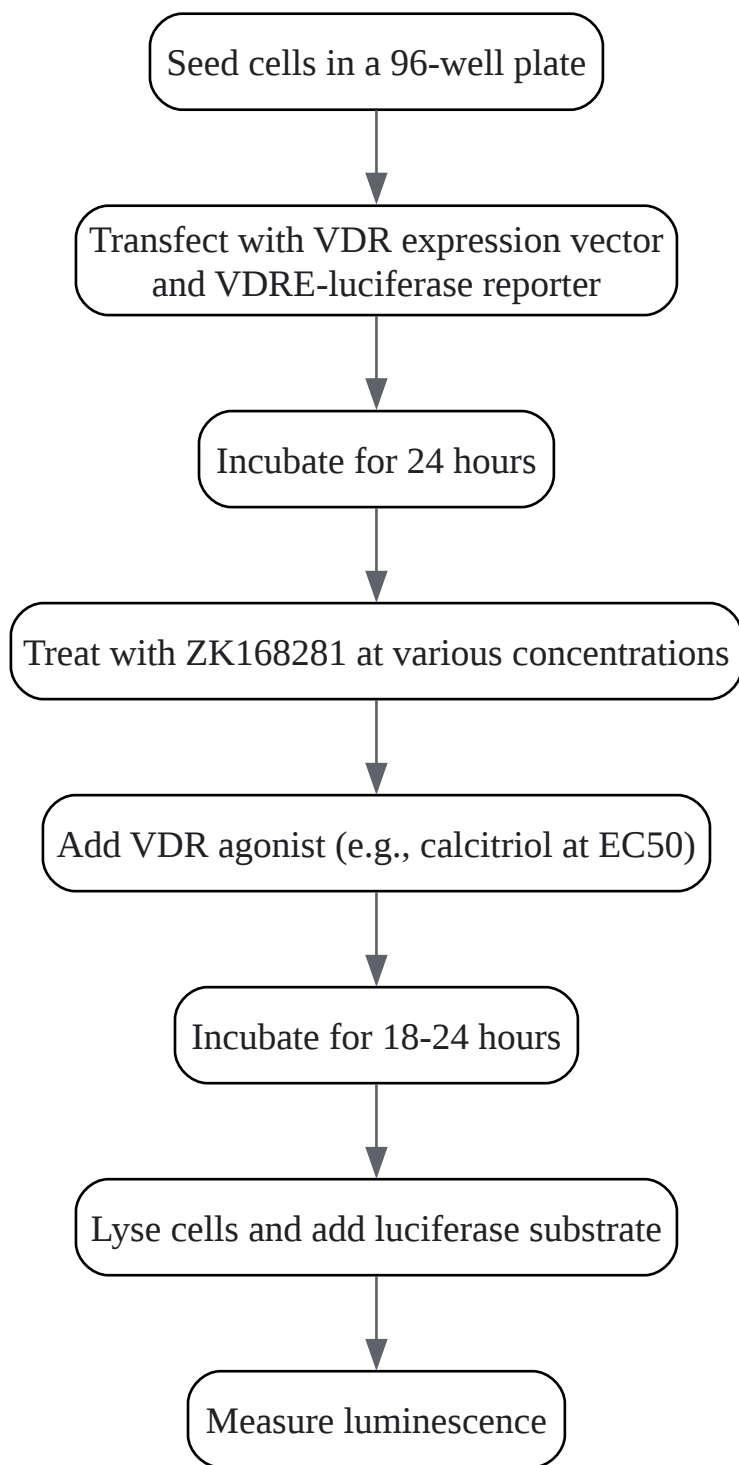 Seed cells in a 96-well plate
Transfect with VDR expression vector
and VDRE-luciferase reporter
Incubate for 24 hours
Treat with ZK168281 at various concentrations
Add VDR agonist (e.g., calcitriol at EC50)
Incubate for 18-24 hours
Lyse cells and add luciferase substrate
Measure luminescence